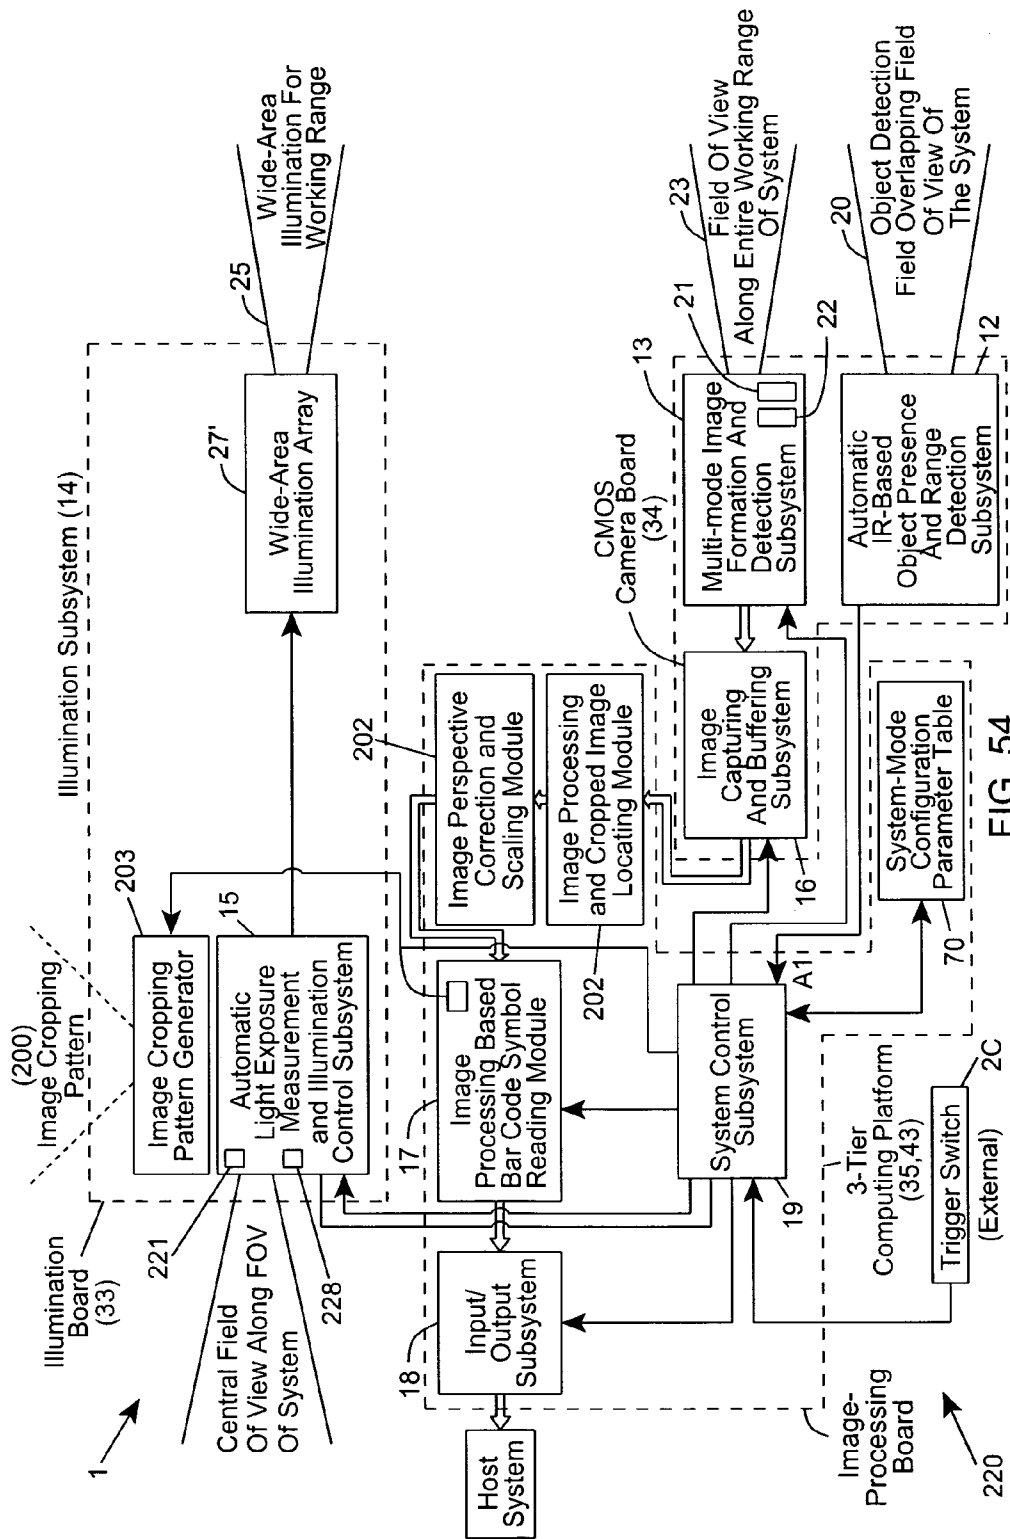 Illumination Subsystem (14)
(200)
Image Cropping
Pattern
203
Image Cropping
Pattern Generator
15
Automatic
Light Exposure
Measurement
and Illumination
Control Subsystem
221
228
Illumination
Board
(33)
1
Central Field
Of View Along FOV
Of System
27'
Wide-Area
Illumination Array
25
Wide-Area
Illumination For
Working Range
Host
System
18
Input/
Output
Subsystem
17
Image
Processing Based
Bar Code Symbol
Reading Module
202
Image Perspective
Correction and
Scaling Module
Image Processing
and Cropped Image
Locating Module
202
CMOS
Camera Board
(34)
13
Multi-mode Image
Formation And
Detection
Subsystem
21
22
23
Field Of View
Along Entire Working Range
Of System
Image
Capturing
And Buffering
Subsystem
16
Automatic
IR-Based
Object Presence
And Range
Detection
Subsystem
12
20
Object Detection
Field Overlapping Field
Of View Of
The System
System Control
Subsystem
19
A1
System-Mode
Configuration
Parameter Table
70
3-Tier
Computing Platform
(35,43)
2C
Trigger Switch
(External)
Image-
Processing
Board
220
FIG. 54